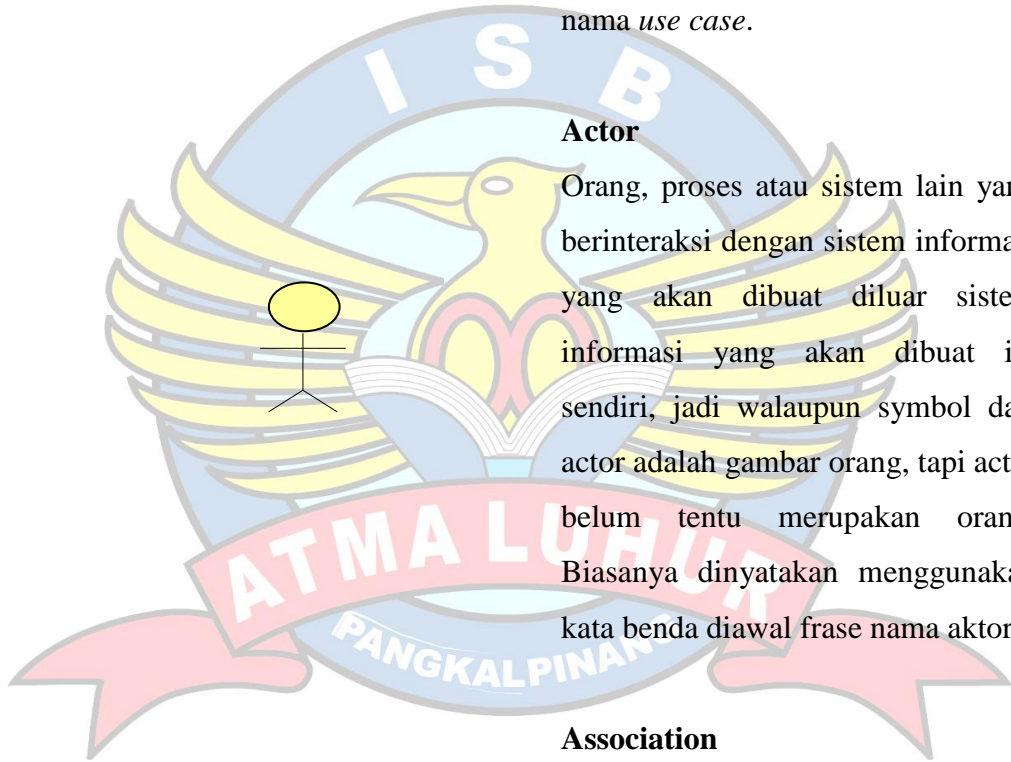 nama use case.
I S B
Actor
Orang, proses atau sistem lain yan
berinteraksi dengan sistem informa
yang akan dibuat diluar siste
informasi yang akan dibuat i
sendiri, jadi walaupun symbol da
actor adalah gambar orang, tapi act
belum tentu merupakan oran
Biasanya dinyatakan menggunaka
kata benda diawal frase nama aktor
ATMA LUHUR
PANGKALPINANG
Association